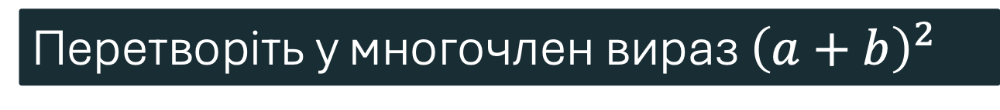 Перетворіть у многочлен вираз (a + b)²